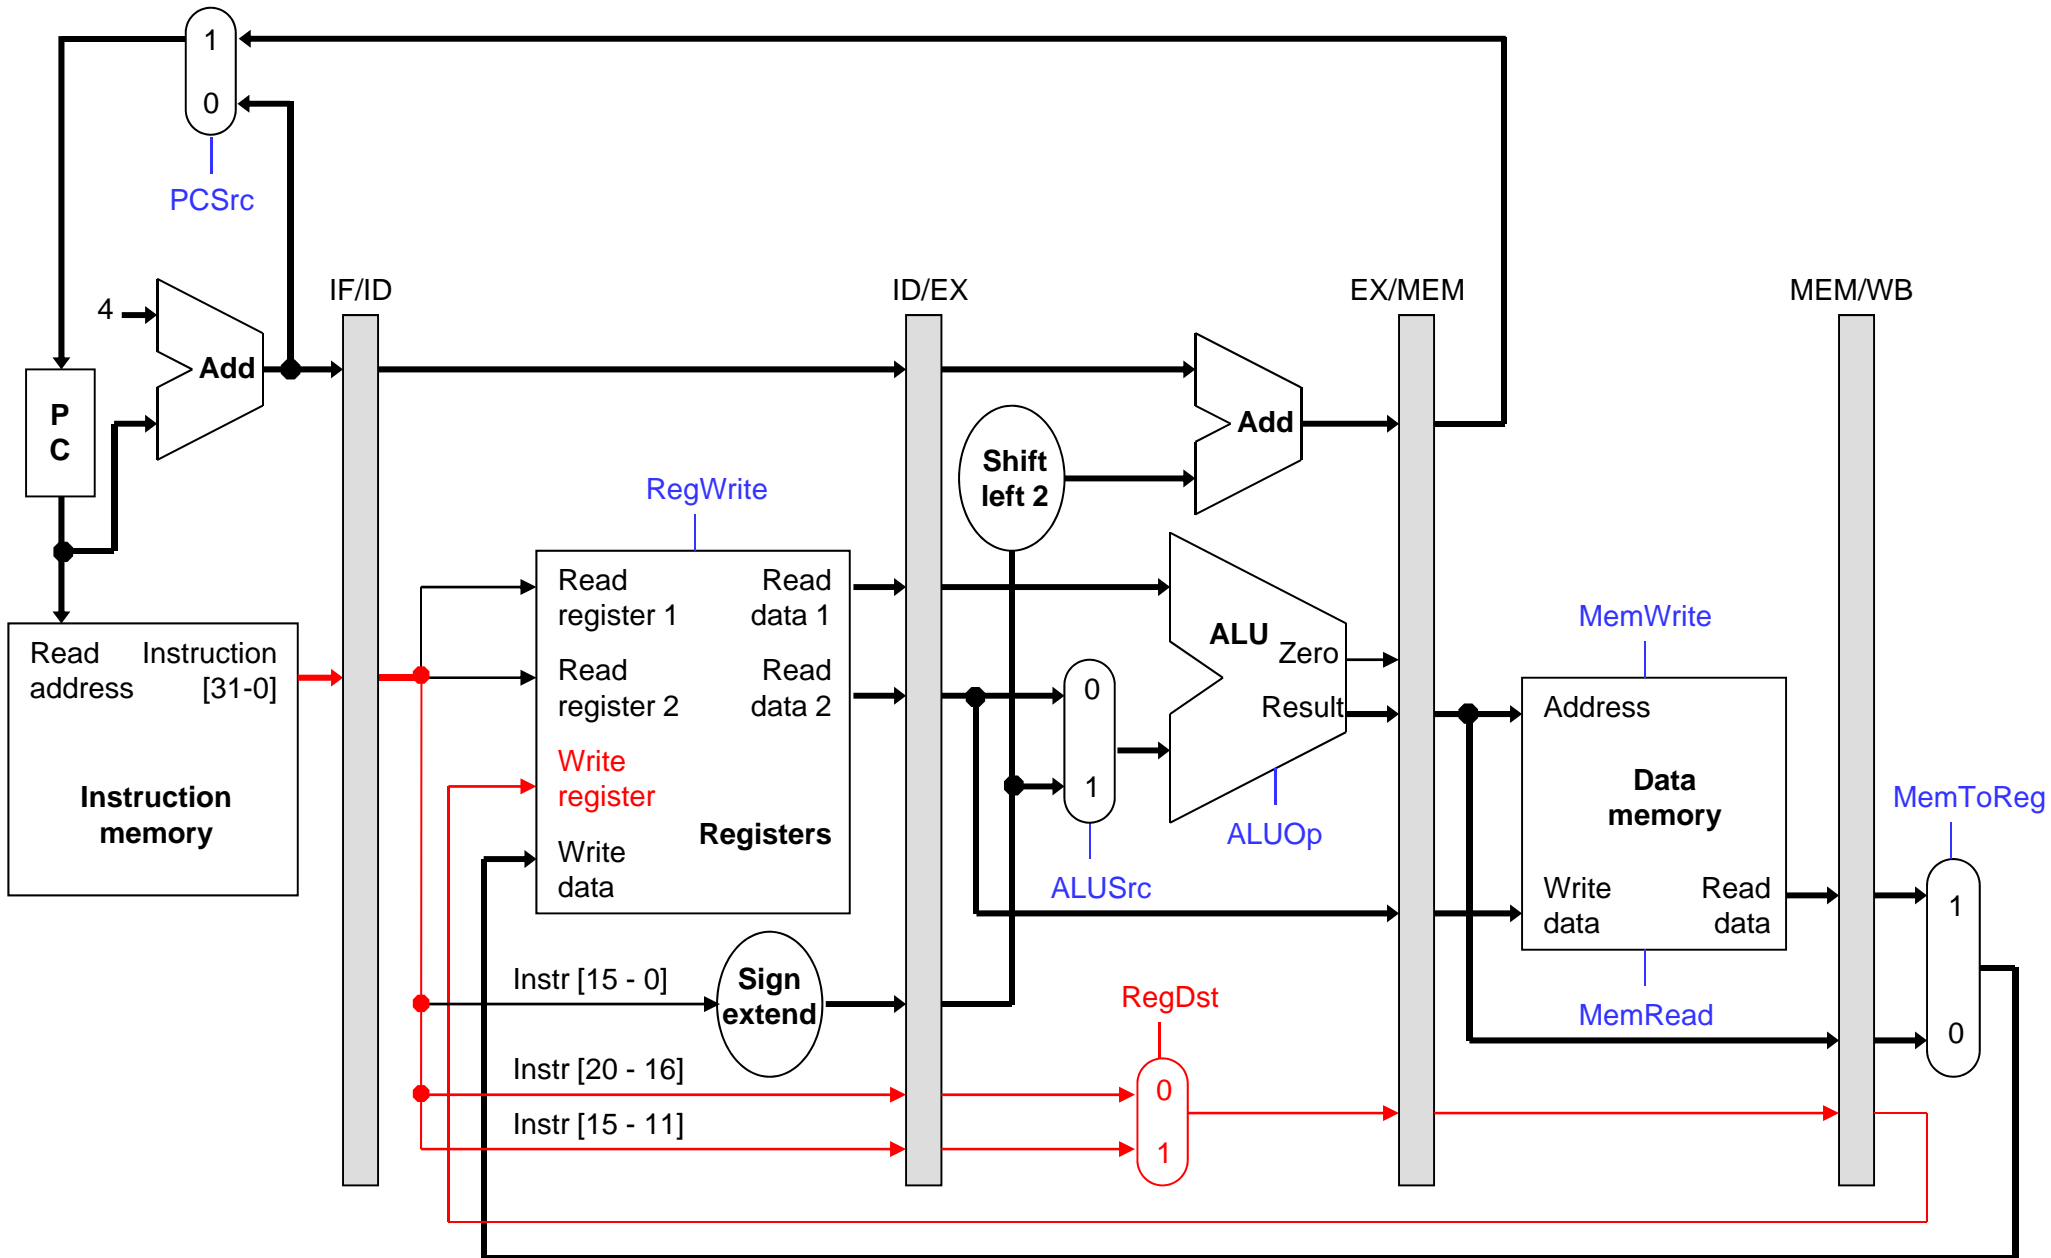 1
0
PCSrc
IF/ID
ID/EX
EX/MEM
MEM/WB
4
Add
P
C
Add
Shift
left 2
RegWrite
Read
register 1
Read
data 1
Read
register 2
Read
data 2
Write
register
Write
data
Registers
Read
address
Instruction
[31-0]
Instruction
memory
0
1
ALUSrc
ALU
Zero
Result
ALUOp
MemWrite
Address
Data
memory
Write
data
Read
data
MemRead
MemToReg
1
0
Instr [15 - 0]
Sign
extend
RegDst
Instr [20 - 16]
0
Instr [15 - 11]
1